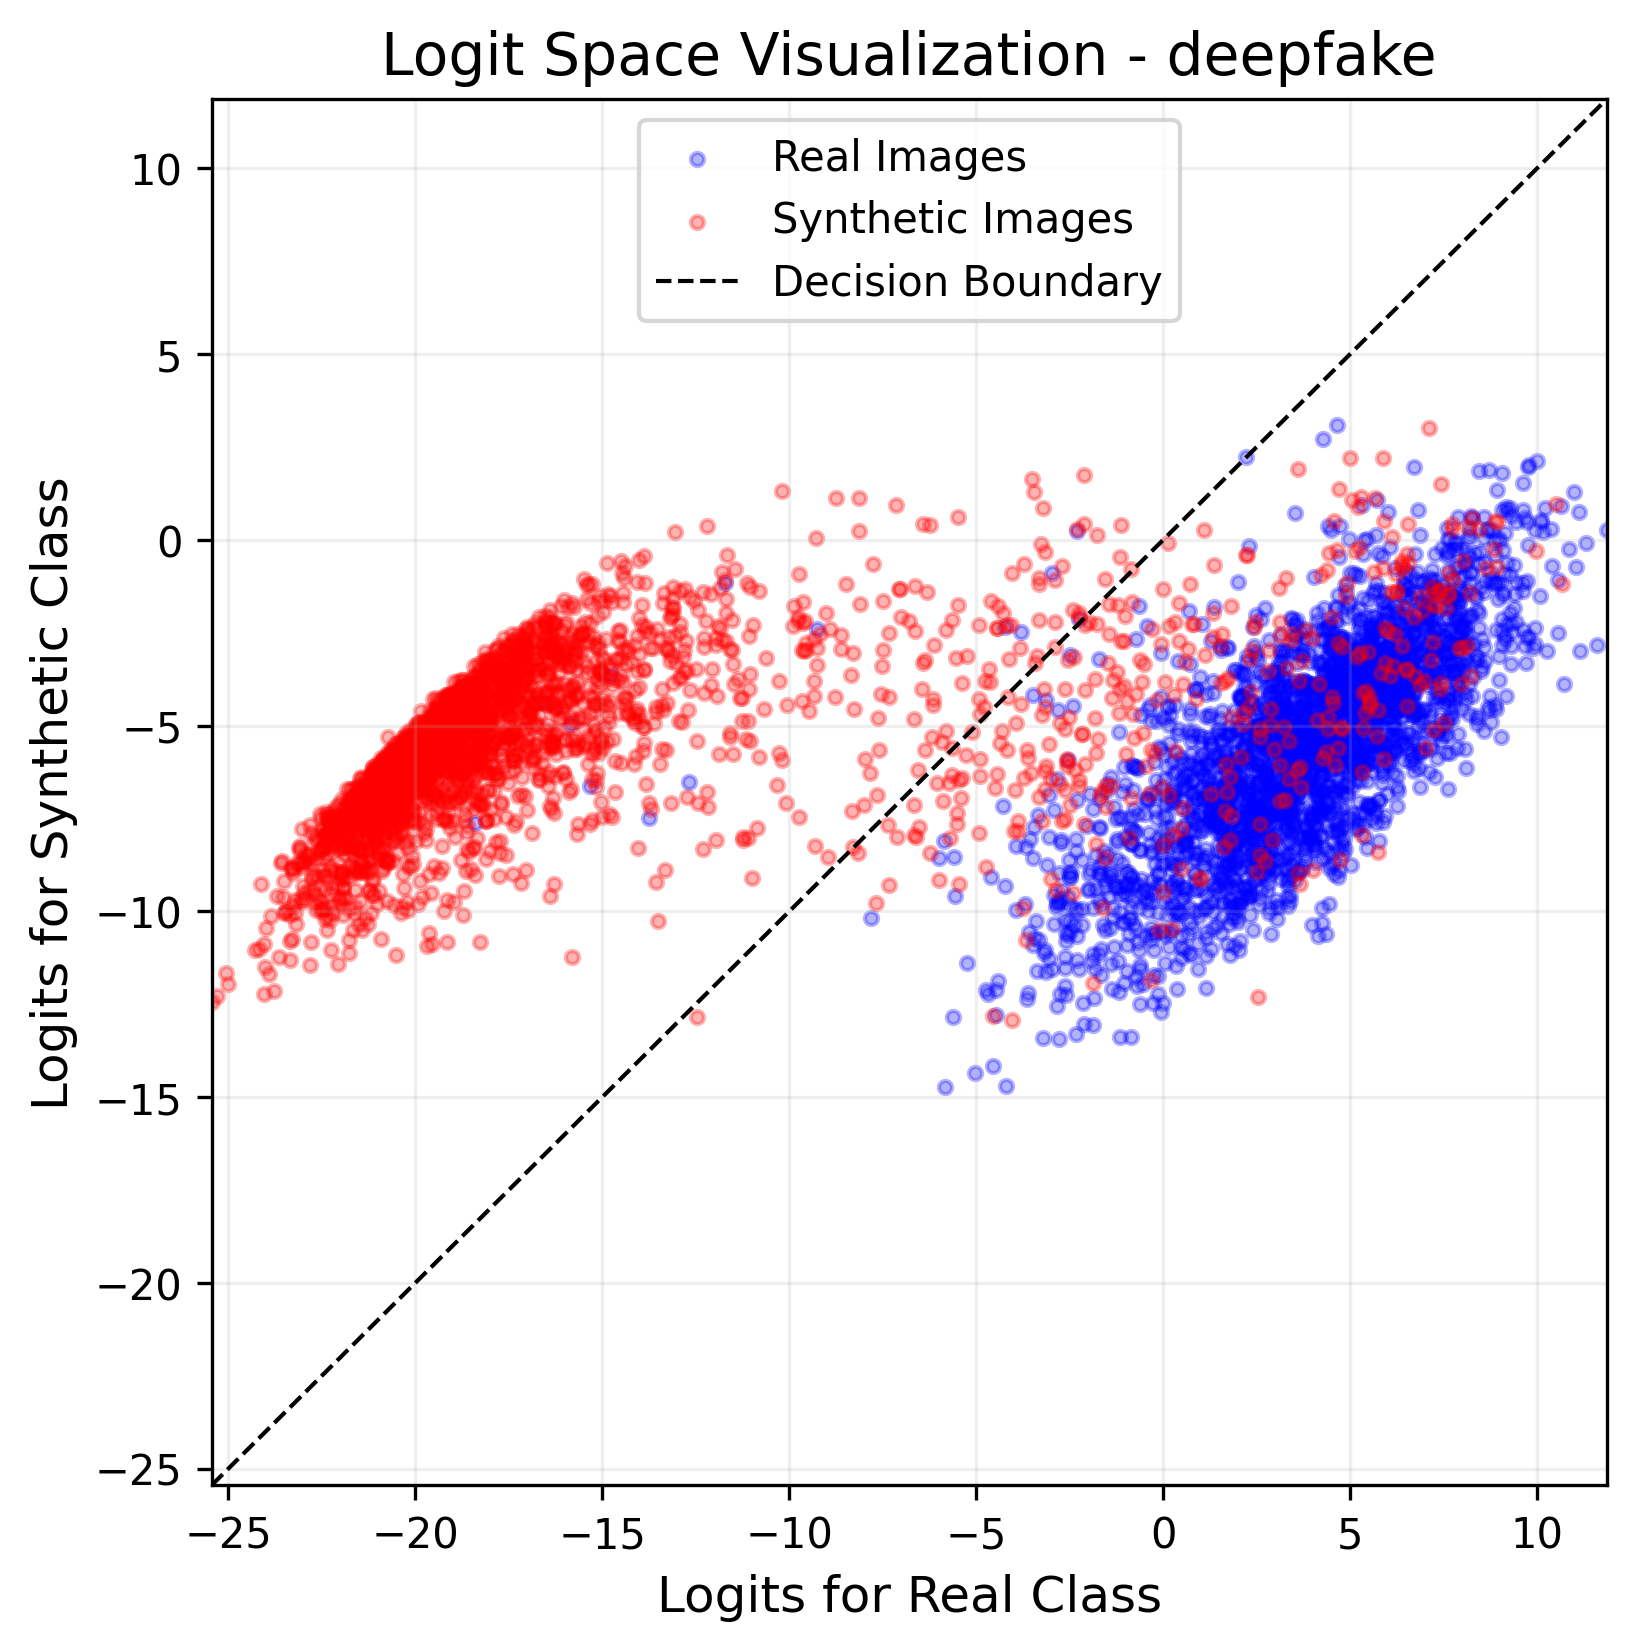 Logit Space Visualization - deepfake
Real Images
Synthetic Images
Decision Boundary
Logits for Synthetic Class
10
5
0
−5
−10
−15
−20
−25
−25 −20 −15 −10 −5 0 5 10
Logits for Real Class